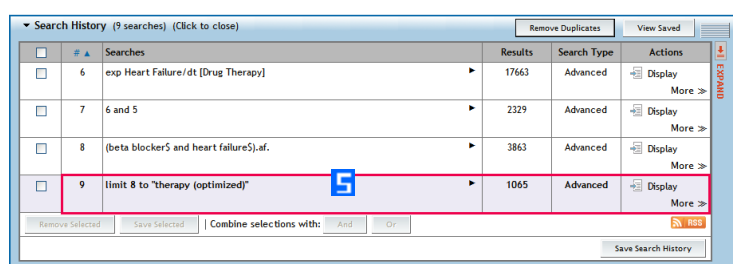 ▼ Search History (9 searches) (Click to close) Remove Duplicates View Saved
# ▲ Searches Results Search Type Actions
6 exp Heart Failure/dt [Drug Therapy] 17663 Advanced Display
More ≫
7 6 and 5 2329 Advanced Display
More ≫
8 (beta blocker$ and heart failure$).af. 3863 Advanced Display
More ≫
9 limit 8 to "therapy (optimized)" 5 1065 Advanced Display
More ≫
Remove Selected Save Selected | Combine selections with: And Or RSS
Save Search History
EXPAND